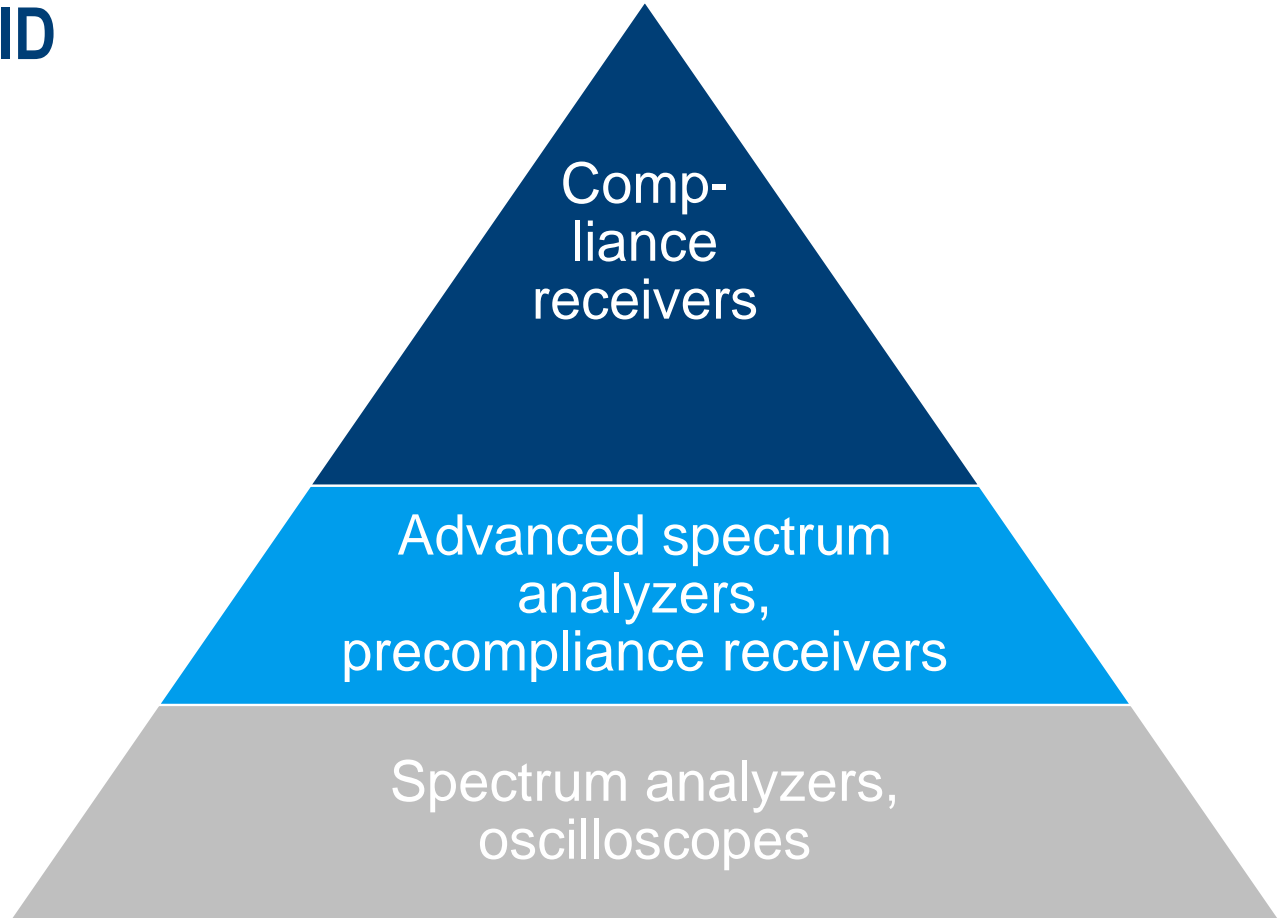 ID
Comp-
liance
receivers
Advanced spectrum
analyzers,
precompliance receivers
Spectrum analyzers,
oscilloscopes